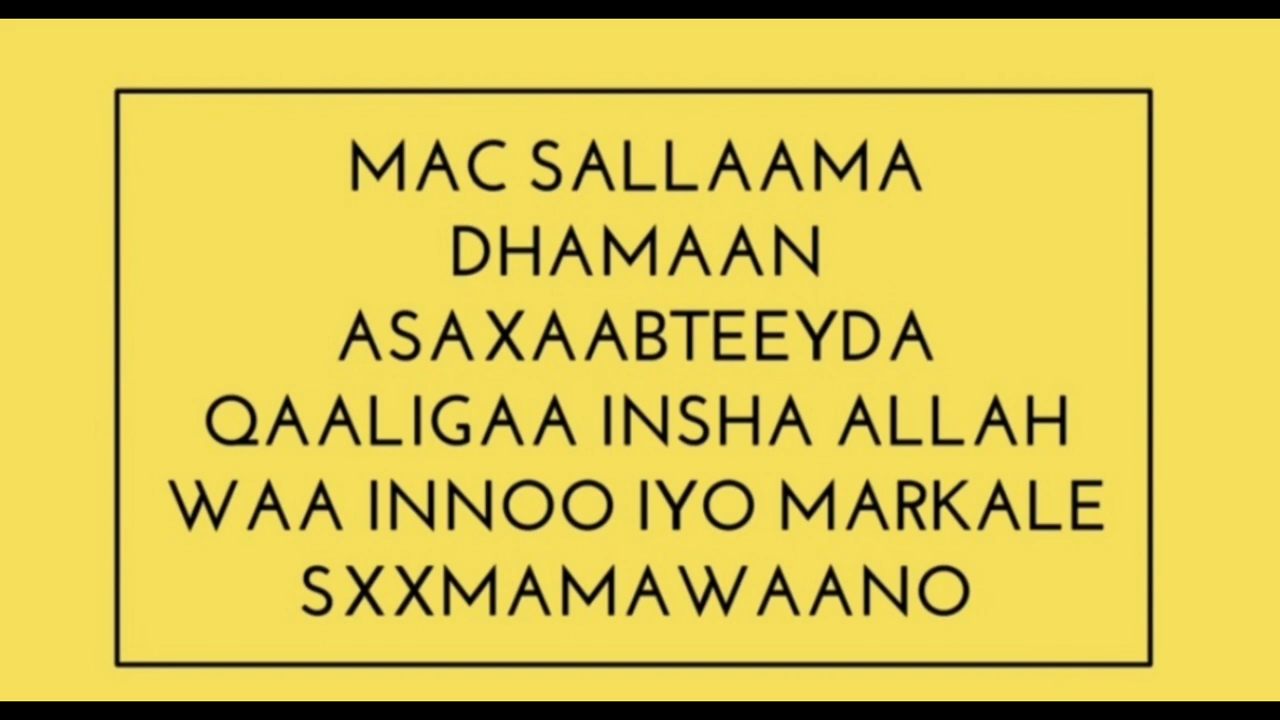 MAC SALLAAMA
DHAMAAN
ASAXAABTEEYDA
QAALIGAA INSHA ALLAH
WAA INNOO IYO MARKALE
SXXMAMAWAANO